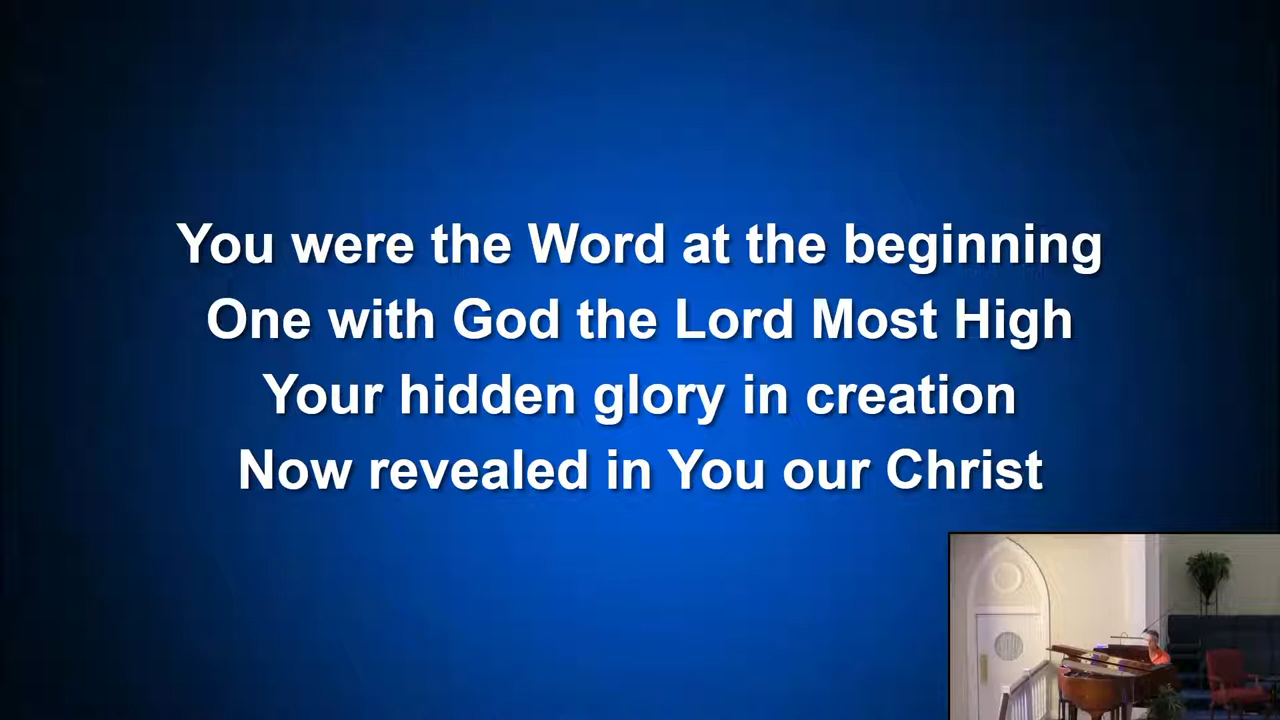 You were the Word at the beginning
One with God the Lord Most High
Your hidden glory in creation
Now revealed in You our Christ